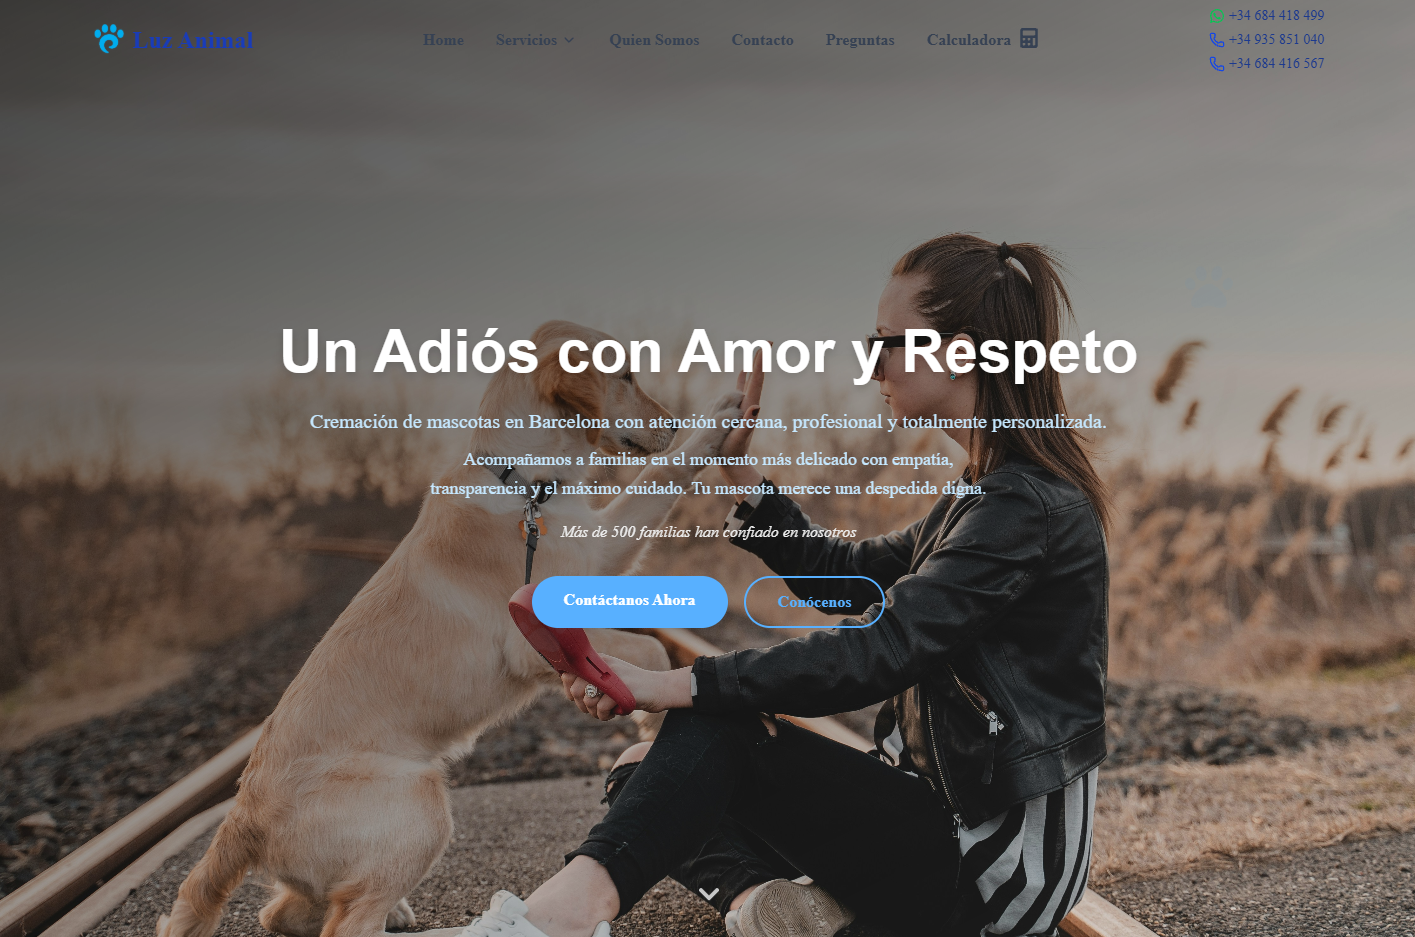 Luz Animal
Home
Servicios
Quien Somos
Contacto
Preguntas
Calculadora
+34 684 418 499
+34 935 851 040
+34 684 416 567
Un Adiós con Amor y Respeto
Cremación de mascotas en Barcelona con atención cercana, profesional y totalmente personalizada.
Acompañamos a familias en el momento más delicado con empatía,
transparencia y el máximo cuidado. Tu mascota merece una despedida digna.
Más de 500 familias han confiado en nosotros
Contáctanos Ahora
Conócenos